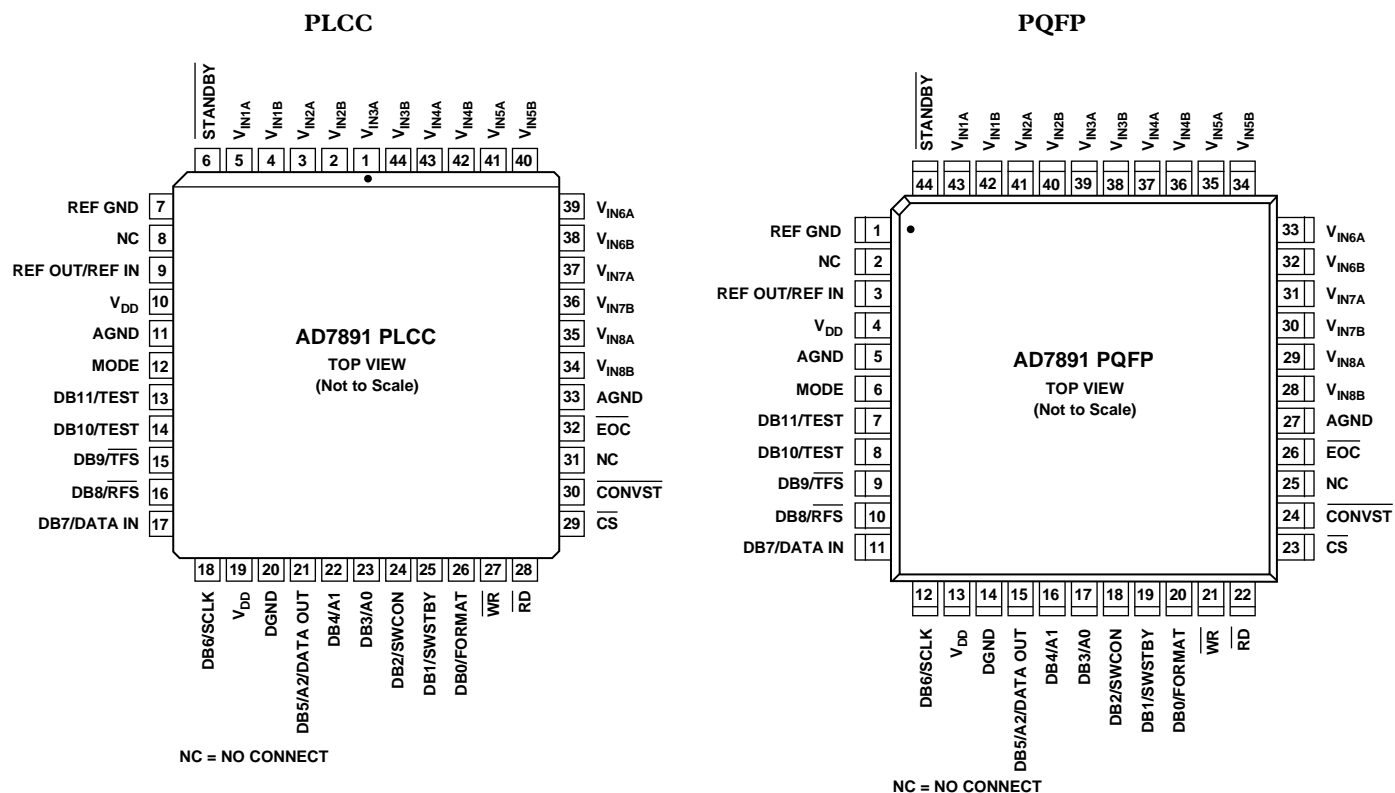 PLCC
STANDBY
VIN1A
VIN1B
VIN2A
VIN2B
VIN3A
VIN3B
VIN4A
VIN4B
VIN5A
VIN5B
6 5 4 3 2 1 44 43 42 41 40
REF GND 7
NC 8
REF OUT/REF IN 9
VDD 10
AGND 11
MODE 12
DB11/TEST 13
DB10/TEST 14
DB9/TFS 15
DB8/RFS 16
DB7/DATA IN 17
AD7891 PLCC
TOP VIEW
(Not to Scale)
39 VIN6A
38 VIN6B
37 VIN7A
36 VIN7B
35 VIN8A
34 VIN8B
33 AGND
32 EOC
31 NC
30 CONVST
29 CS
18 19 20 21 22 23 24 25 26 27 28
DB6/SCLK
VDD
DGND
DB5/A2/DATA OUT
DB4/A1
DB3/A0
DB2/SWCON
DB1/SWSTBY
DB0/FORMAT
WR
RD
NC = NO CONNECT
PQFP
STANDBY
VIN1A
VIN1B
VIN2A
VIN2B
VIN3A
VIN3B
VIN4A
VIN4B
VIN5A
VIN5B
44 43 42 41 40 39 38 37 36 35 34
REF GND 1
NC 2
REF OUT/REF IN 3
VDD 4
AGND 5
MODE 6
DB11/TEST 7
DB10/TEST 8
DB9/TFS 9
DB8/RFS 10
DB7/DATA IN 11
AD7891 PQFP
TOP VIEW
(Not to Scale)
33 VIN6A
32 VIN6B
31 VIN7A
30 VIN7B
29 VIN8A
28 VIN8B
27 AGND
26 EOC
25 NC
24 CONVST
23 CS
12 13 14 15 16 17 18 19 20 21 22
DB6/SCLK
VDD
DGND
DB5/A2/DATA OUT
DB4/A1
DB3/A0
DB2/SWCON
DB1/SWSTBY
DB0/FORMAT
WR
RD
NC = NO CONNECT